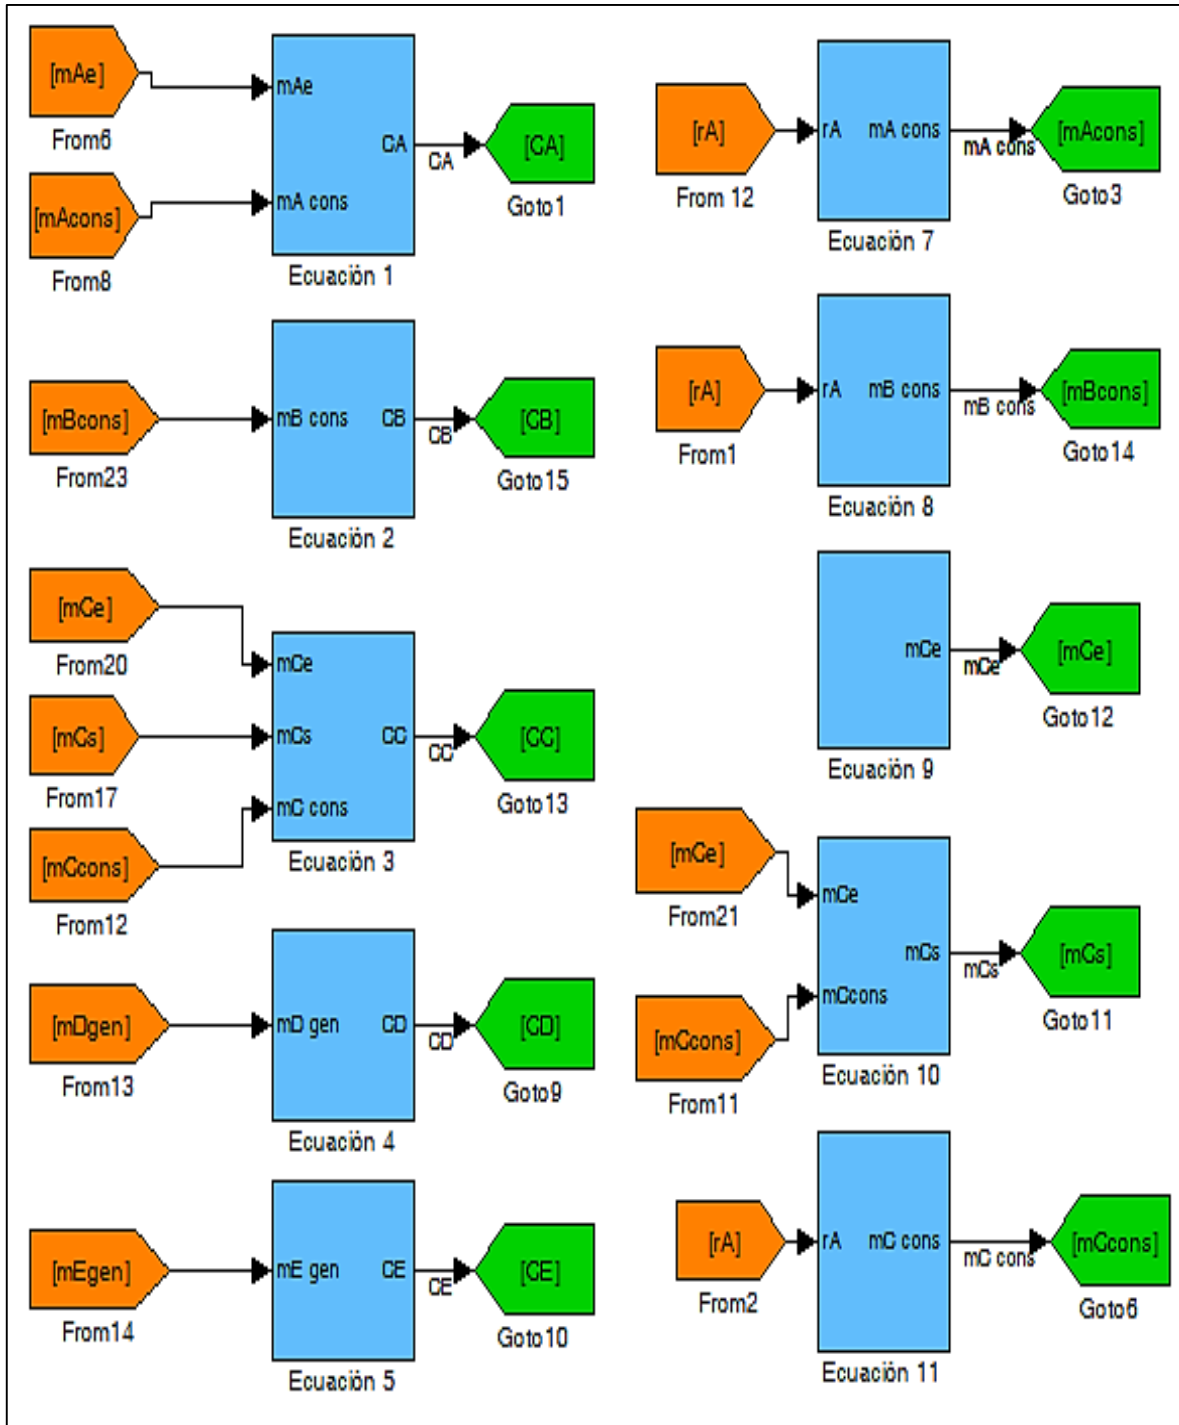 [mAe]
From6
[mAcons]
From8
mAe
mA cons
CA
Ecuación 1
CA
[CA]
Goto1
[mBcons]
From23
mB cons
CB
Ecuación 2
CB
[CB]
Goto15
[mCe]
From20
[mCs]
From17
[mCcons]
From12
mCe
mCs
mC cons
CC
Ecuación 3
CC
[CC]
Goto13
[mDgen]
From13
mD gen
CD
Ecuación 4
CD
[CD]
Goto9
[mEgen]
From14
mE gen
CE
Ecuación 5
CE
[CE]
Goto10
[rA]
From 12
rA
mA cons
Ecuación 7
mA cons
[mAcons]
Goto3
[rA]
From1
rA
mB cons
Ecuación 8
mB cons
[mBcons]
Goto14
mCe
Ecuación 9
mCe
[mCe]
Goto12
[mCe]
From21
[mCcons]
From11
mCe
mCcons
mCs
Ecuación 10
mCs
[mCs]
Goto11
[rA]
From2
rA
mC cons
Ecuación 11
mC cons
[mCcons]
Goto6